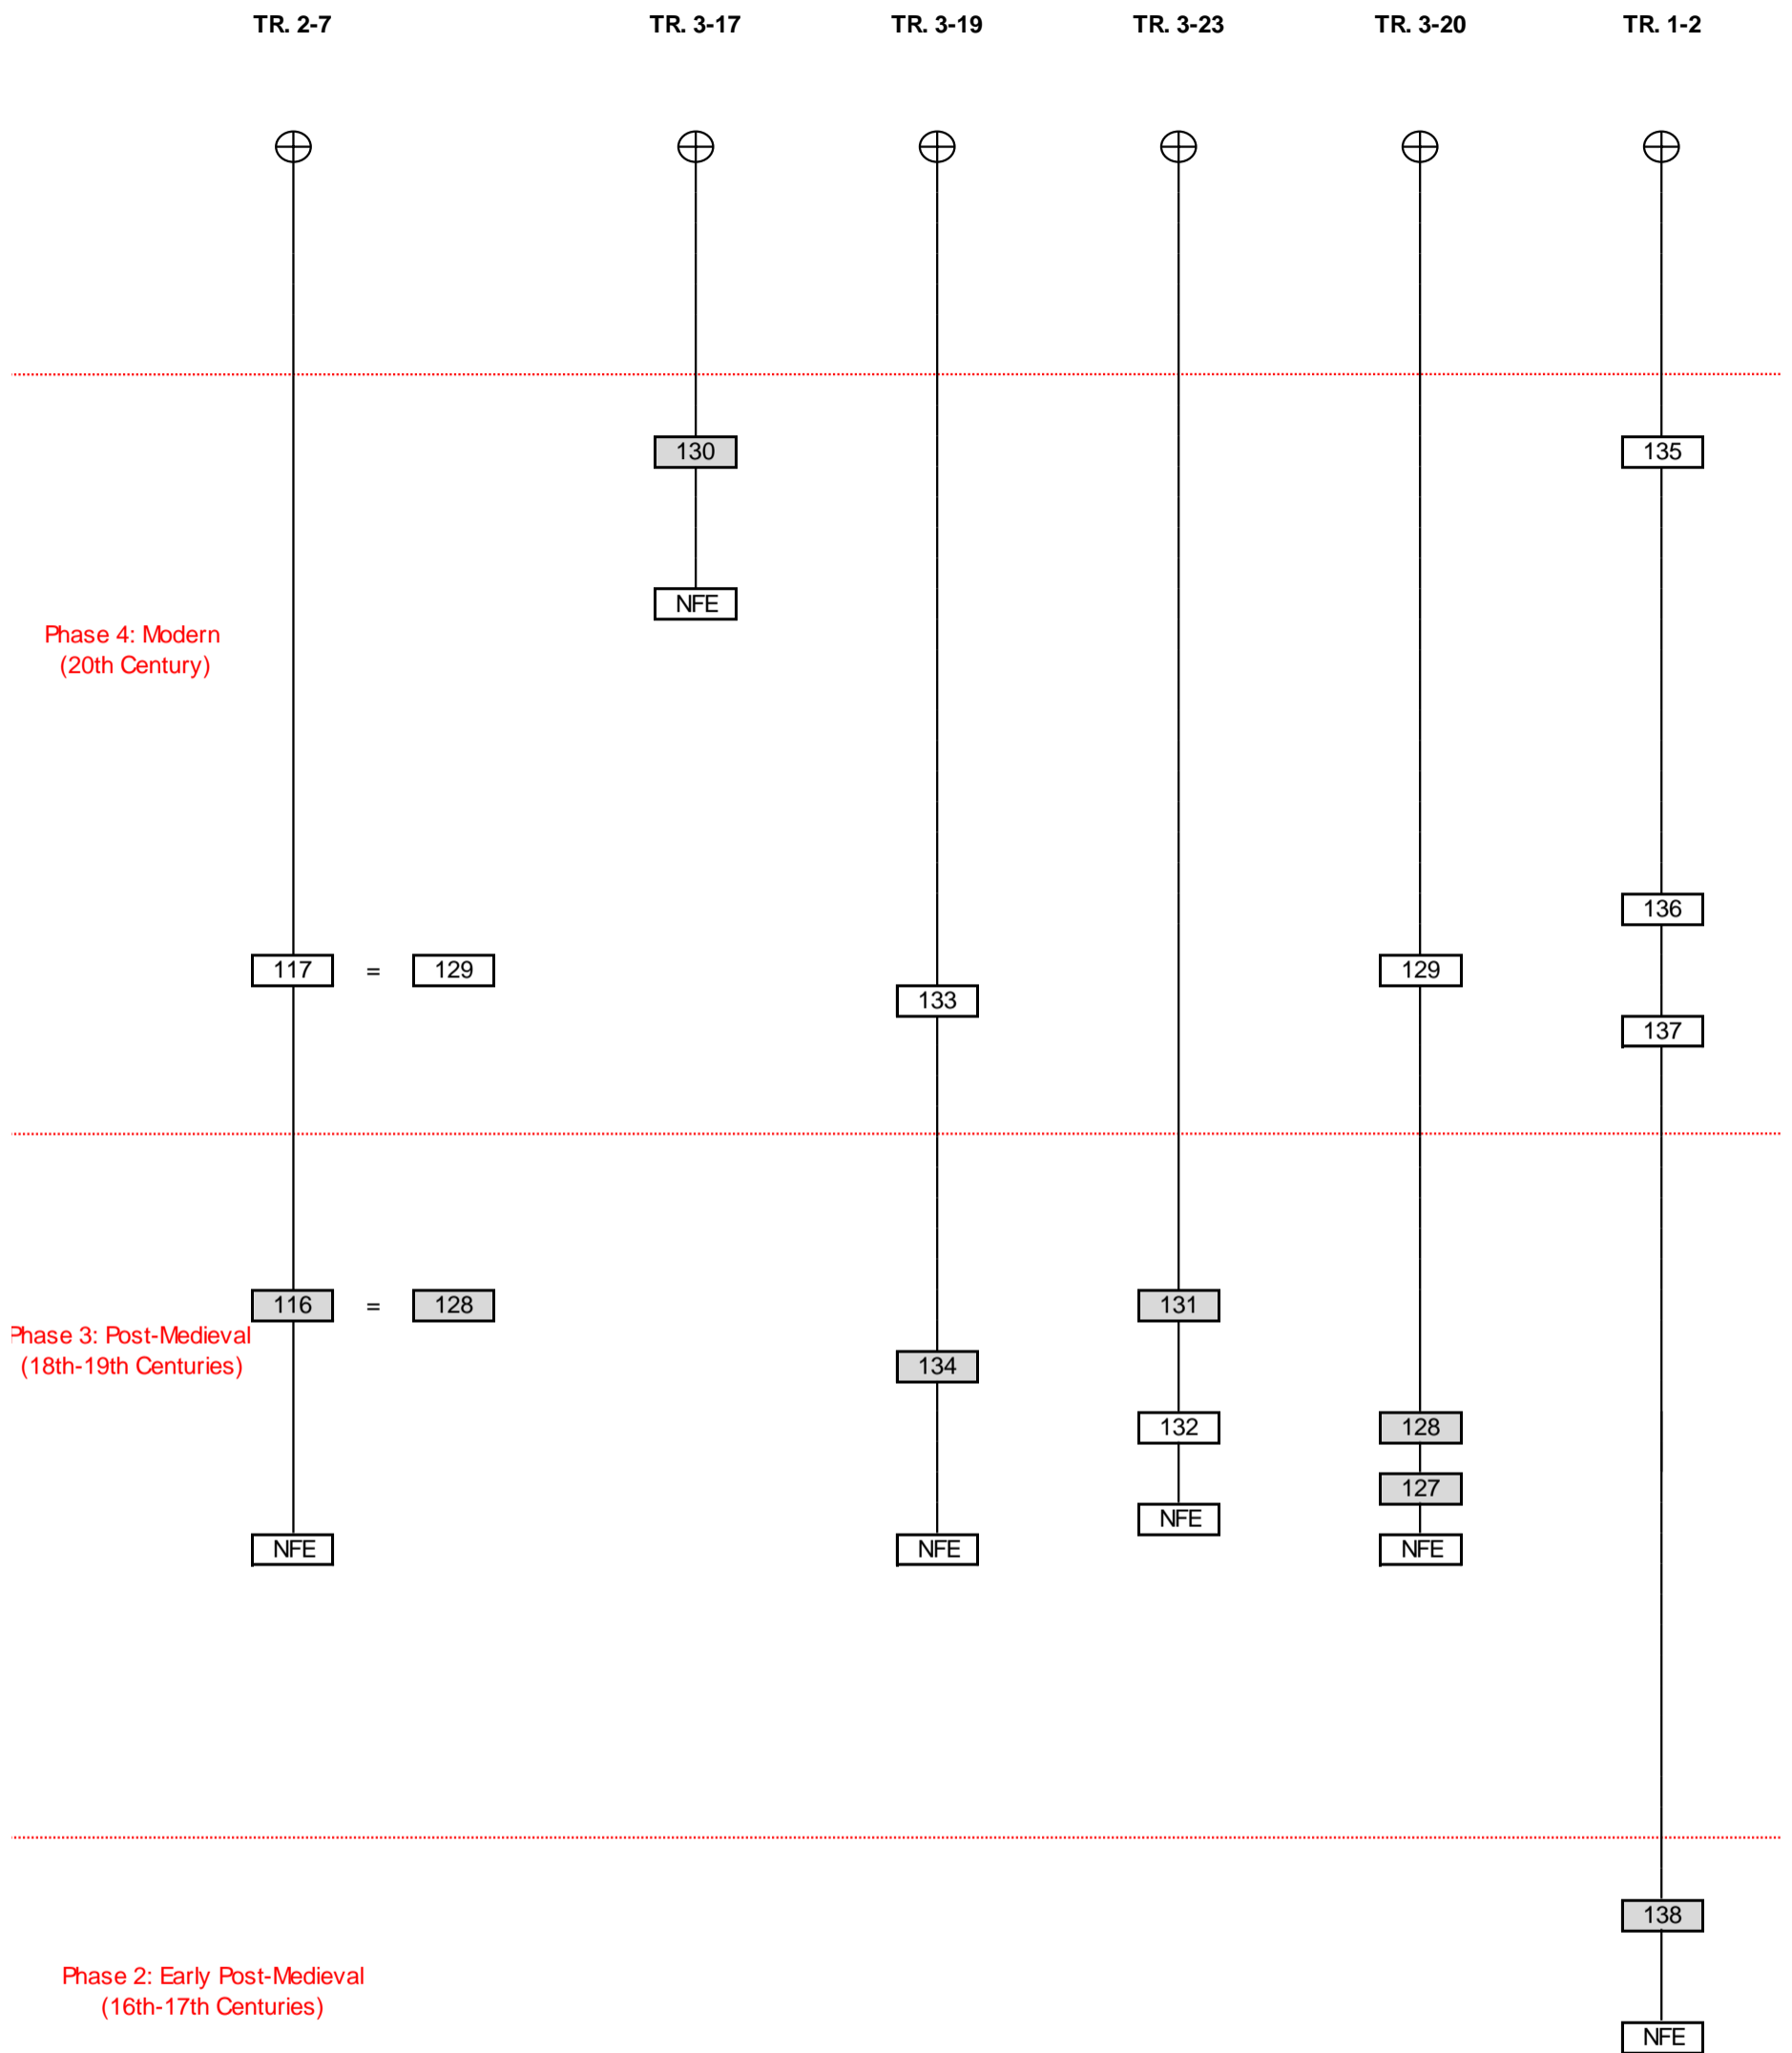 TR. 2-7 TR. 3-17 TR. 3-19 TR. 3-23 TR. 3-20 TR. 1-2
130 135
NFE
Phase 4: Modern
(20th Century)
136
117 = 129 129
133
137
116 = 128 131
Phase 3: Post-Medieval
(18th-19th Centuries) 134
132 128
127
NFE
NFE NFE NFE
138
Phase 2: Early Post-Medieval
(16th-17th Centuries)
NFE